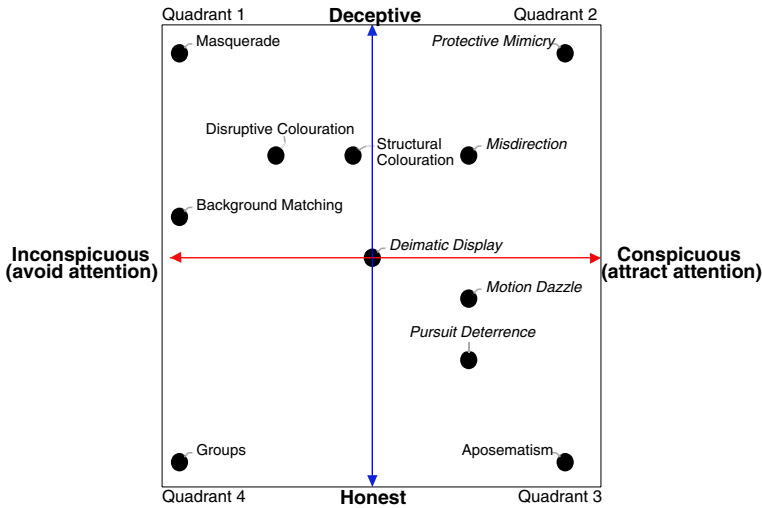 Quadrant 1
Deceptive
Quadrant 2
Masquerade
Protective Mimicry
Disruptive Colouration
Structural
Colouration
Misdirection
Background Matching
Deimatic Display
Inconspicuous
(avoid attention)
Conspicuous
(attract attention)
Motion Dazzle
Pursuit Deterrence
Groups
Aposematism
Quadrant 4
Honest
Quadrant 3